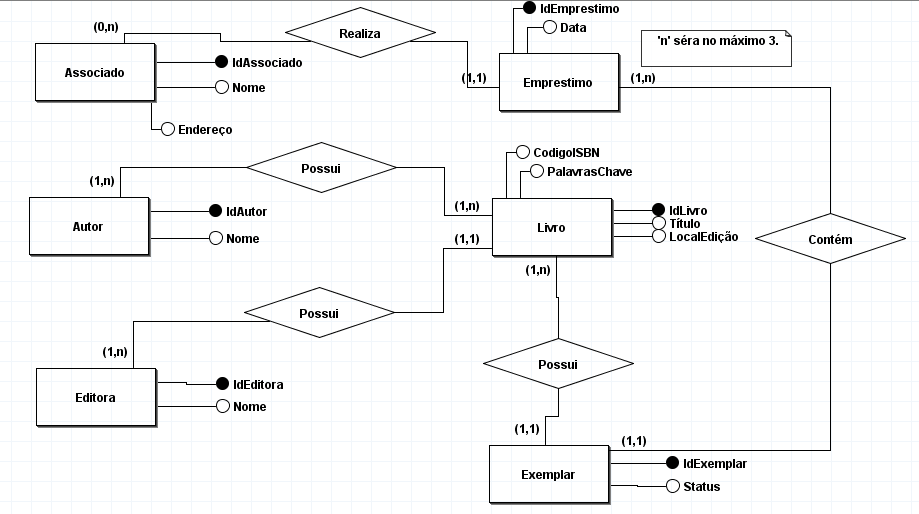 IdEmprestimo
(0,n)
Data
Realiza
'n' séra no máximo 3.
IdAssociado
Associado
(1,1)
(1,n)
Emprestimo
Nome
Endereço
CodigoISBN
Possui
PalavrasChave
(1,n)
(1,n)
IdAutor
IdLivro
Título
Autor
Livro
LocalEdição
Nome
(1,1)
Contém
(1,n)
Possui
(1,n)
Possui
IdEditora
Editora
Nome
(1,1)
(1,1)
IdExemplar
Exemplar
Status